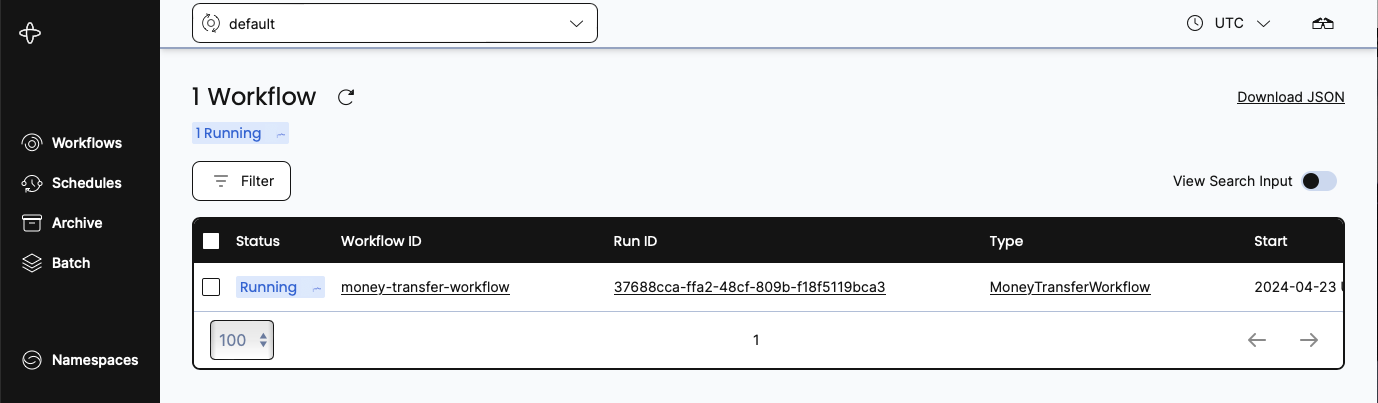 default
UTC
1 Workflow
Download JSON
1 Running
Filter
View Search Input
Workflows
Schedules
Archive
Batch
Namespaces
Status Workflow ID Run ID Type Start
Running money-transfer-workflow 37688cca-ffa2-48cf-809b-f18f5119bca3 MoneyTransferWorkflow 2024-04-23
100 1